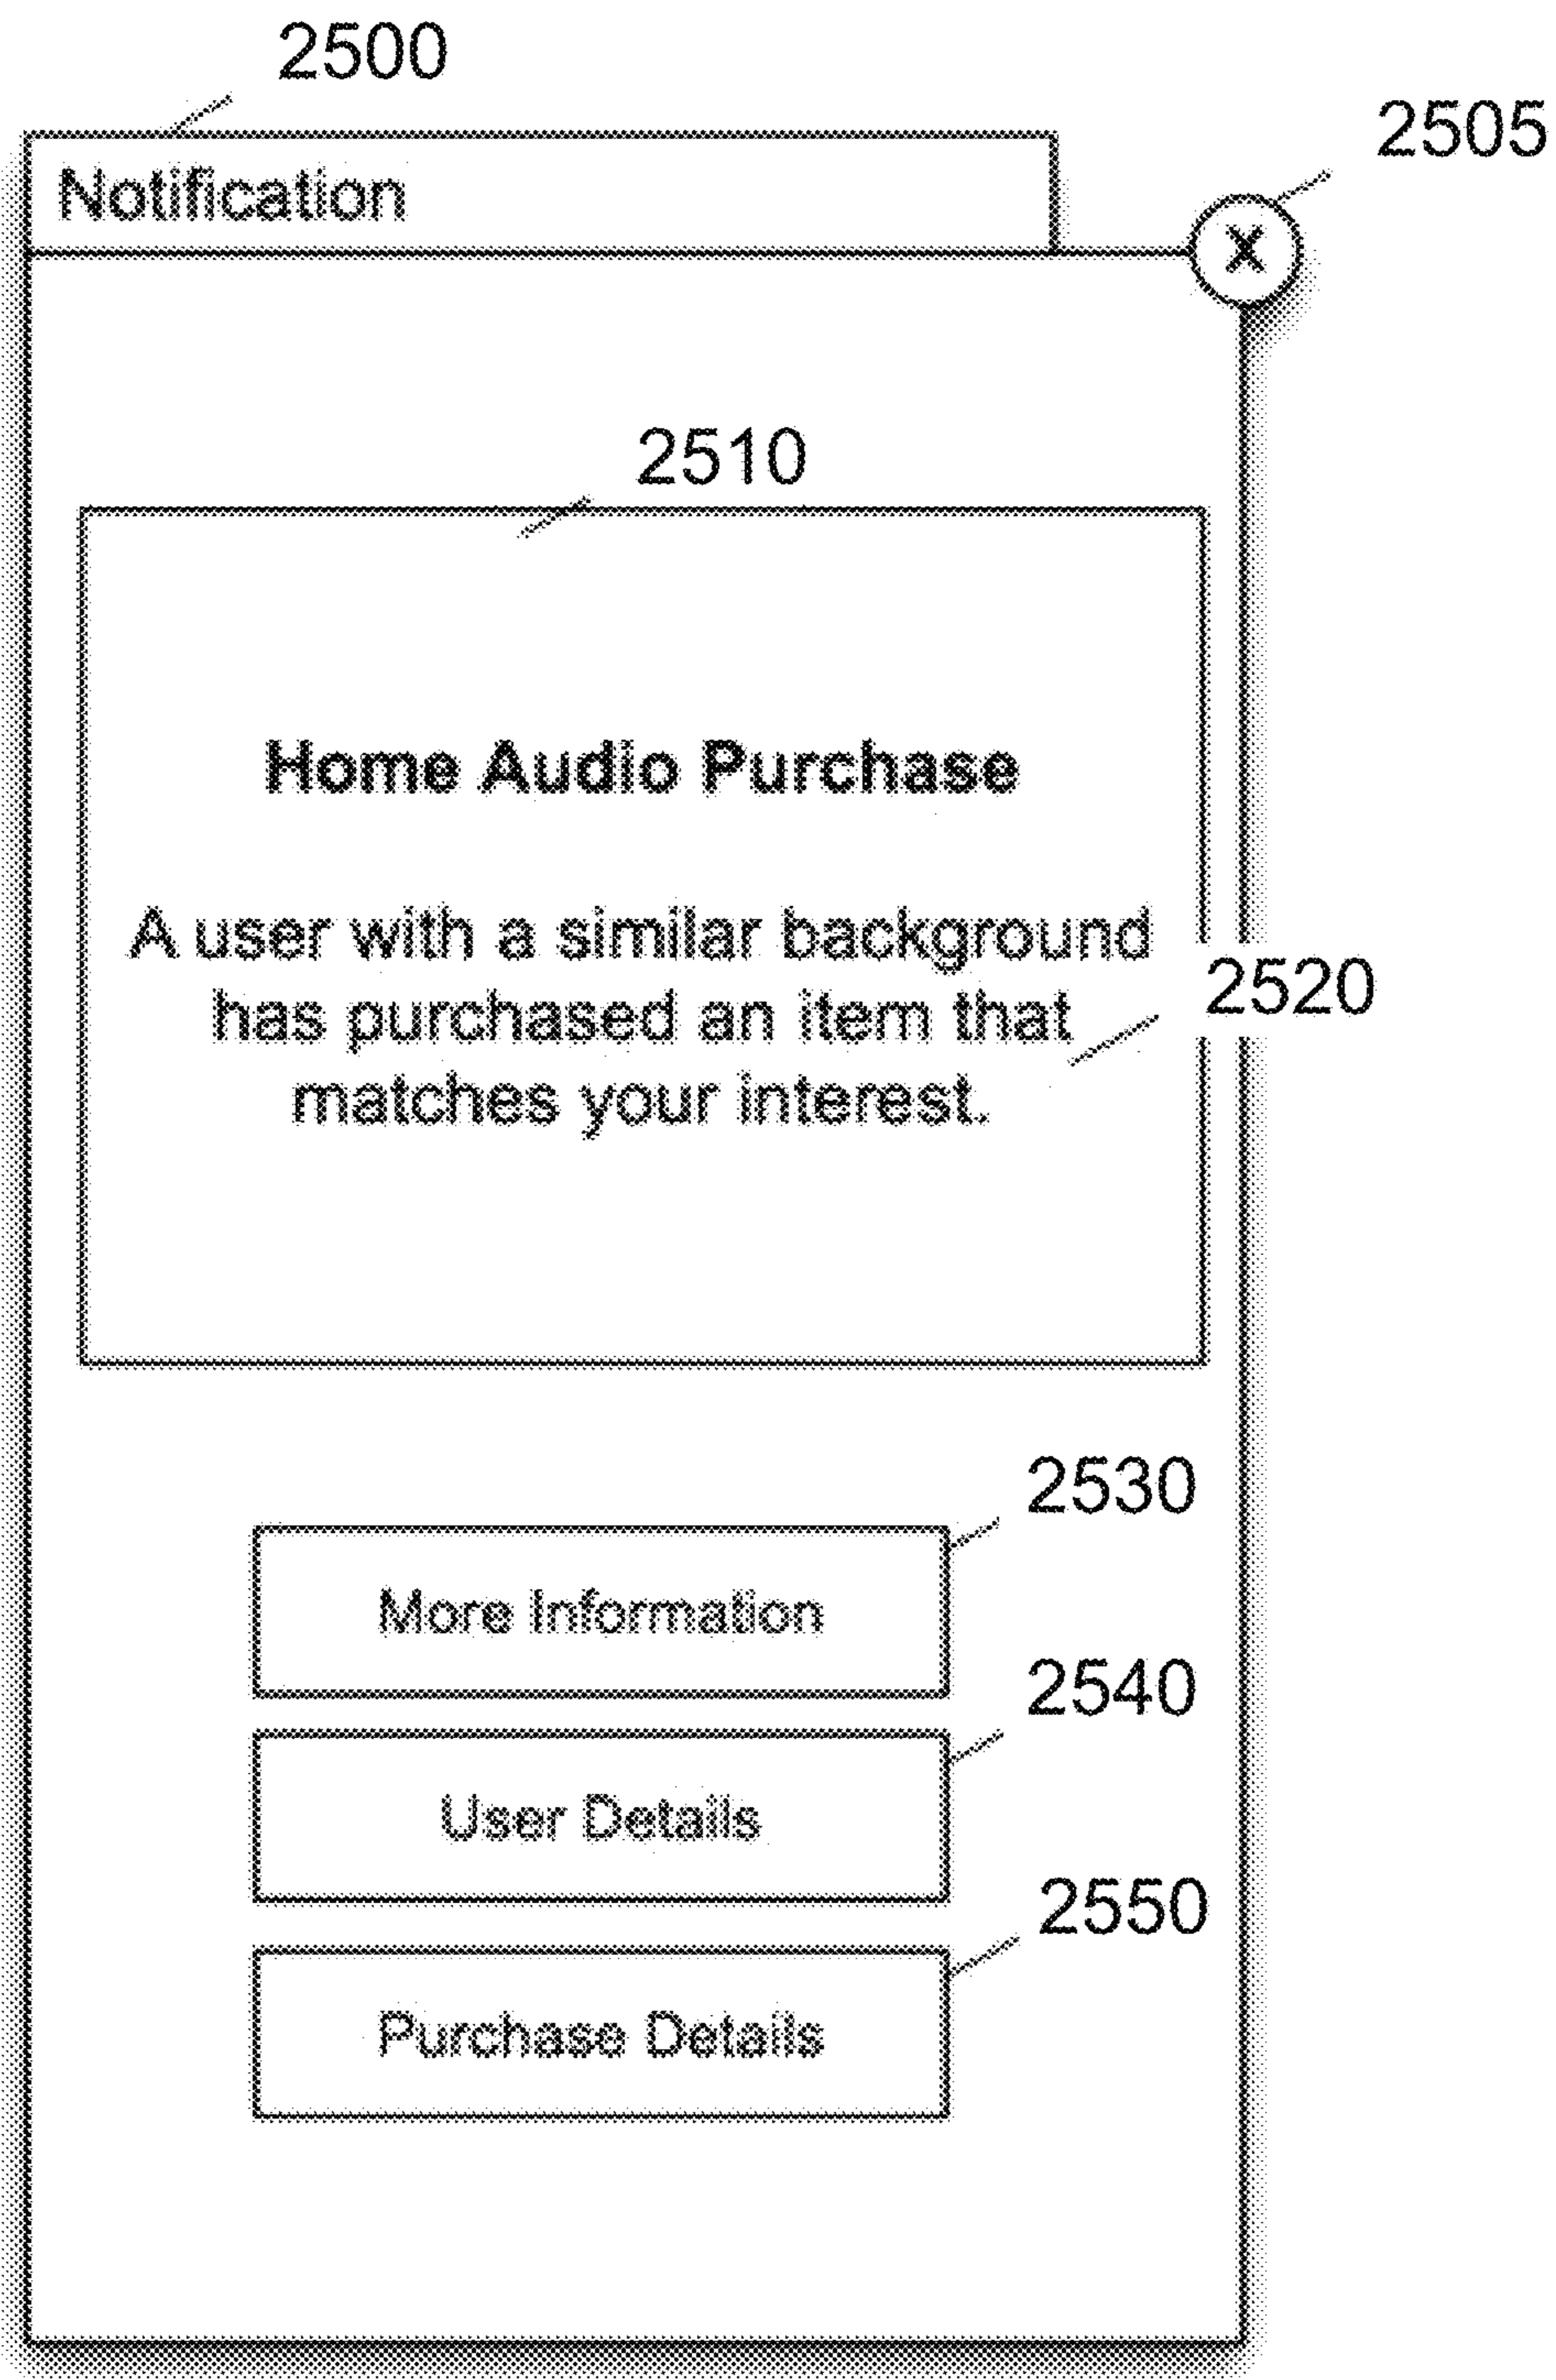 2500
2505
Notification
X
2510
Home Audio Purchase
A user with a similar background
has purchased an item that
2520
matches your interest.
2530
More Information
2540
User Details
2550
Purchase Details